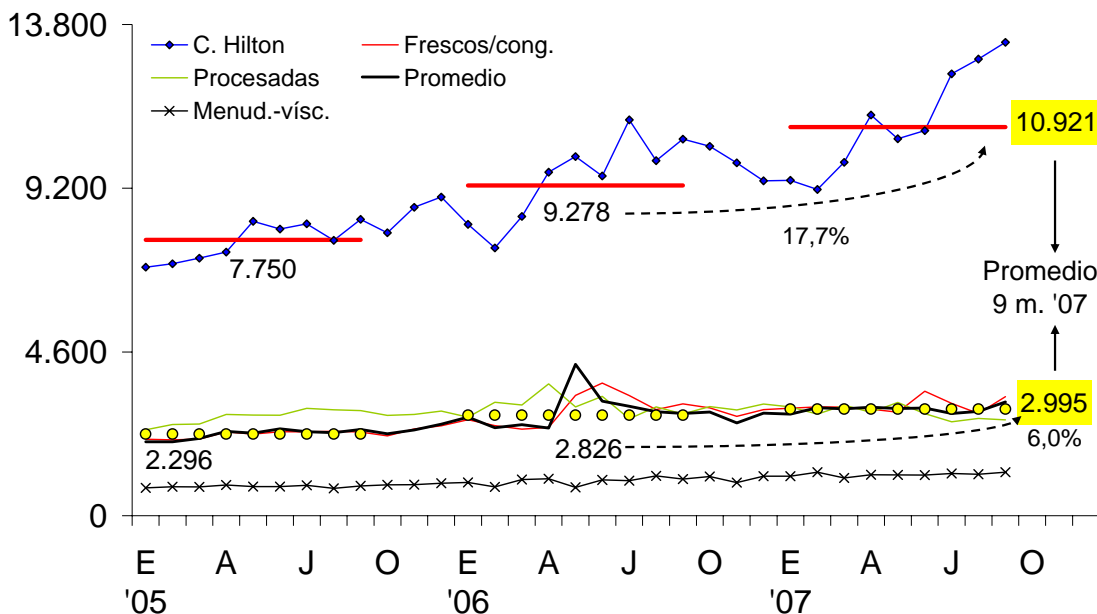 13.800
C. Hilton
Frescos/cong.
Procesadas
Promedio
Menud.-vísc.
10.921
9.200
9.278
17,7%
7.750
Promedio
9 m. '07
4.600
2.995
2.296
2.826
6,0%
0
E A J O E A J O E A J O
'05 '06 '07